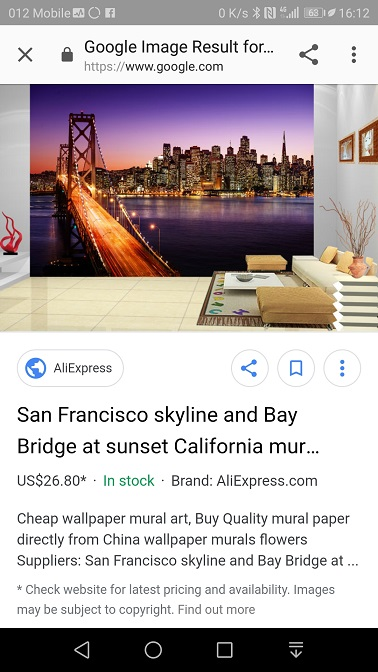 012 Mobile 0 K/s 4G 63 16:12
Google Image Result for...
https://www.google.com
AliExpress
San Francisco skyline and Bay
Bridge at sunset California mur...
US$26.80* · In stock · Brand: AliExpress.com
Cheap wallpaper mural art, Buy Quality mural paper
directly from China wallpaper murals flowers
Suppliers: San Francisco skyline and Bay Bridge at ...
* Check website for latest pricing and availability. Images
may be subject to copyright. Find out more